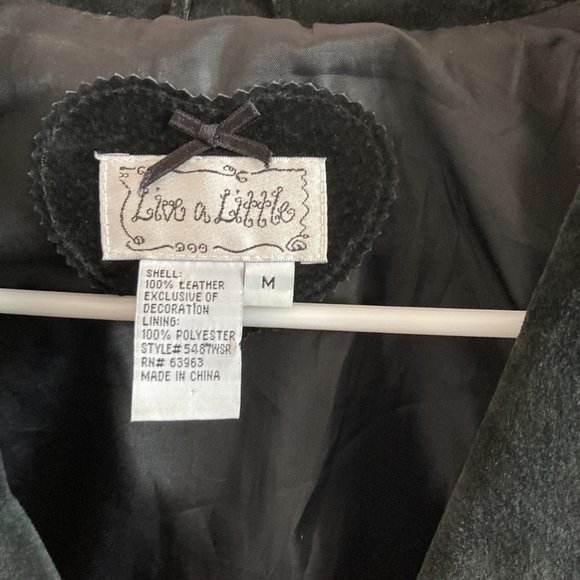 Live a Little
M
SHELL:
100% LEATHER
EXCLUSIVE OF
DECORATION
LINING:
100% POLYESTER
STYLE# 5487WSR
RN# 63963
MADE IN CHINA